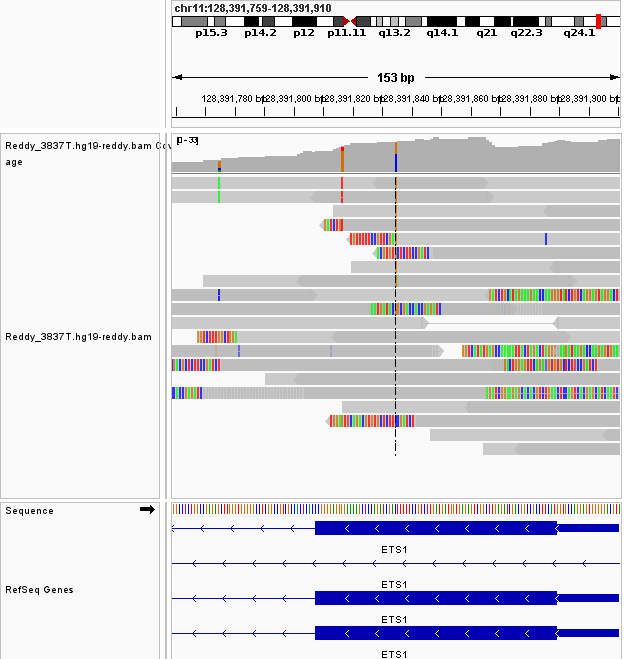 chr11:128,391,759-128,391,910
p15.3 p14.2 p12 p11.11 q13.2 q14.1 q21 q22.3 q24.1
153 bp
128,391,780 bp 128,391,800 bp 128,391,820 bp 128,391,840 bp 128,391,860 bp 128,391,880 bp 128,391,900 bp
Reddy_3837T.hg19-reddy.bam Cov
age
[0-33]
Reddy_3837T.hg19-reddy.bam
Sequence
ETS1
ETS1
RefSeq Genes
ETS1
ETS1